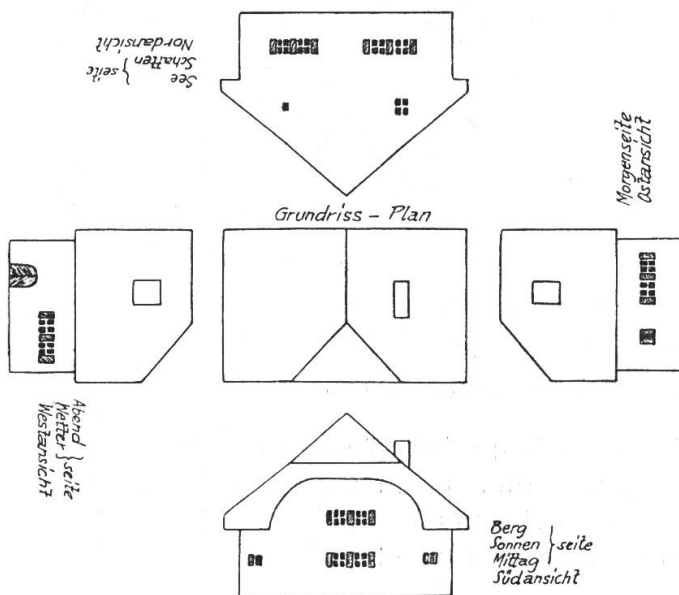 See
Schatten } seite
Nordansicht
Morgenseite
Ostansicht
Grundriss - Plan
Abend
Wetter } seite
Westansicht
Berg
Sonnen } seite
Mittag
Südansicht